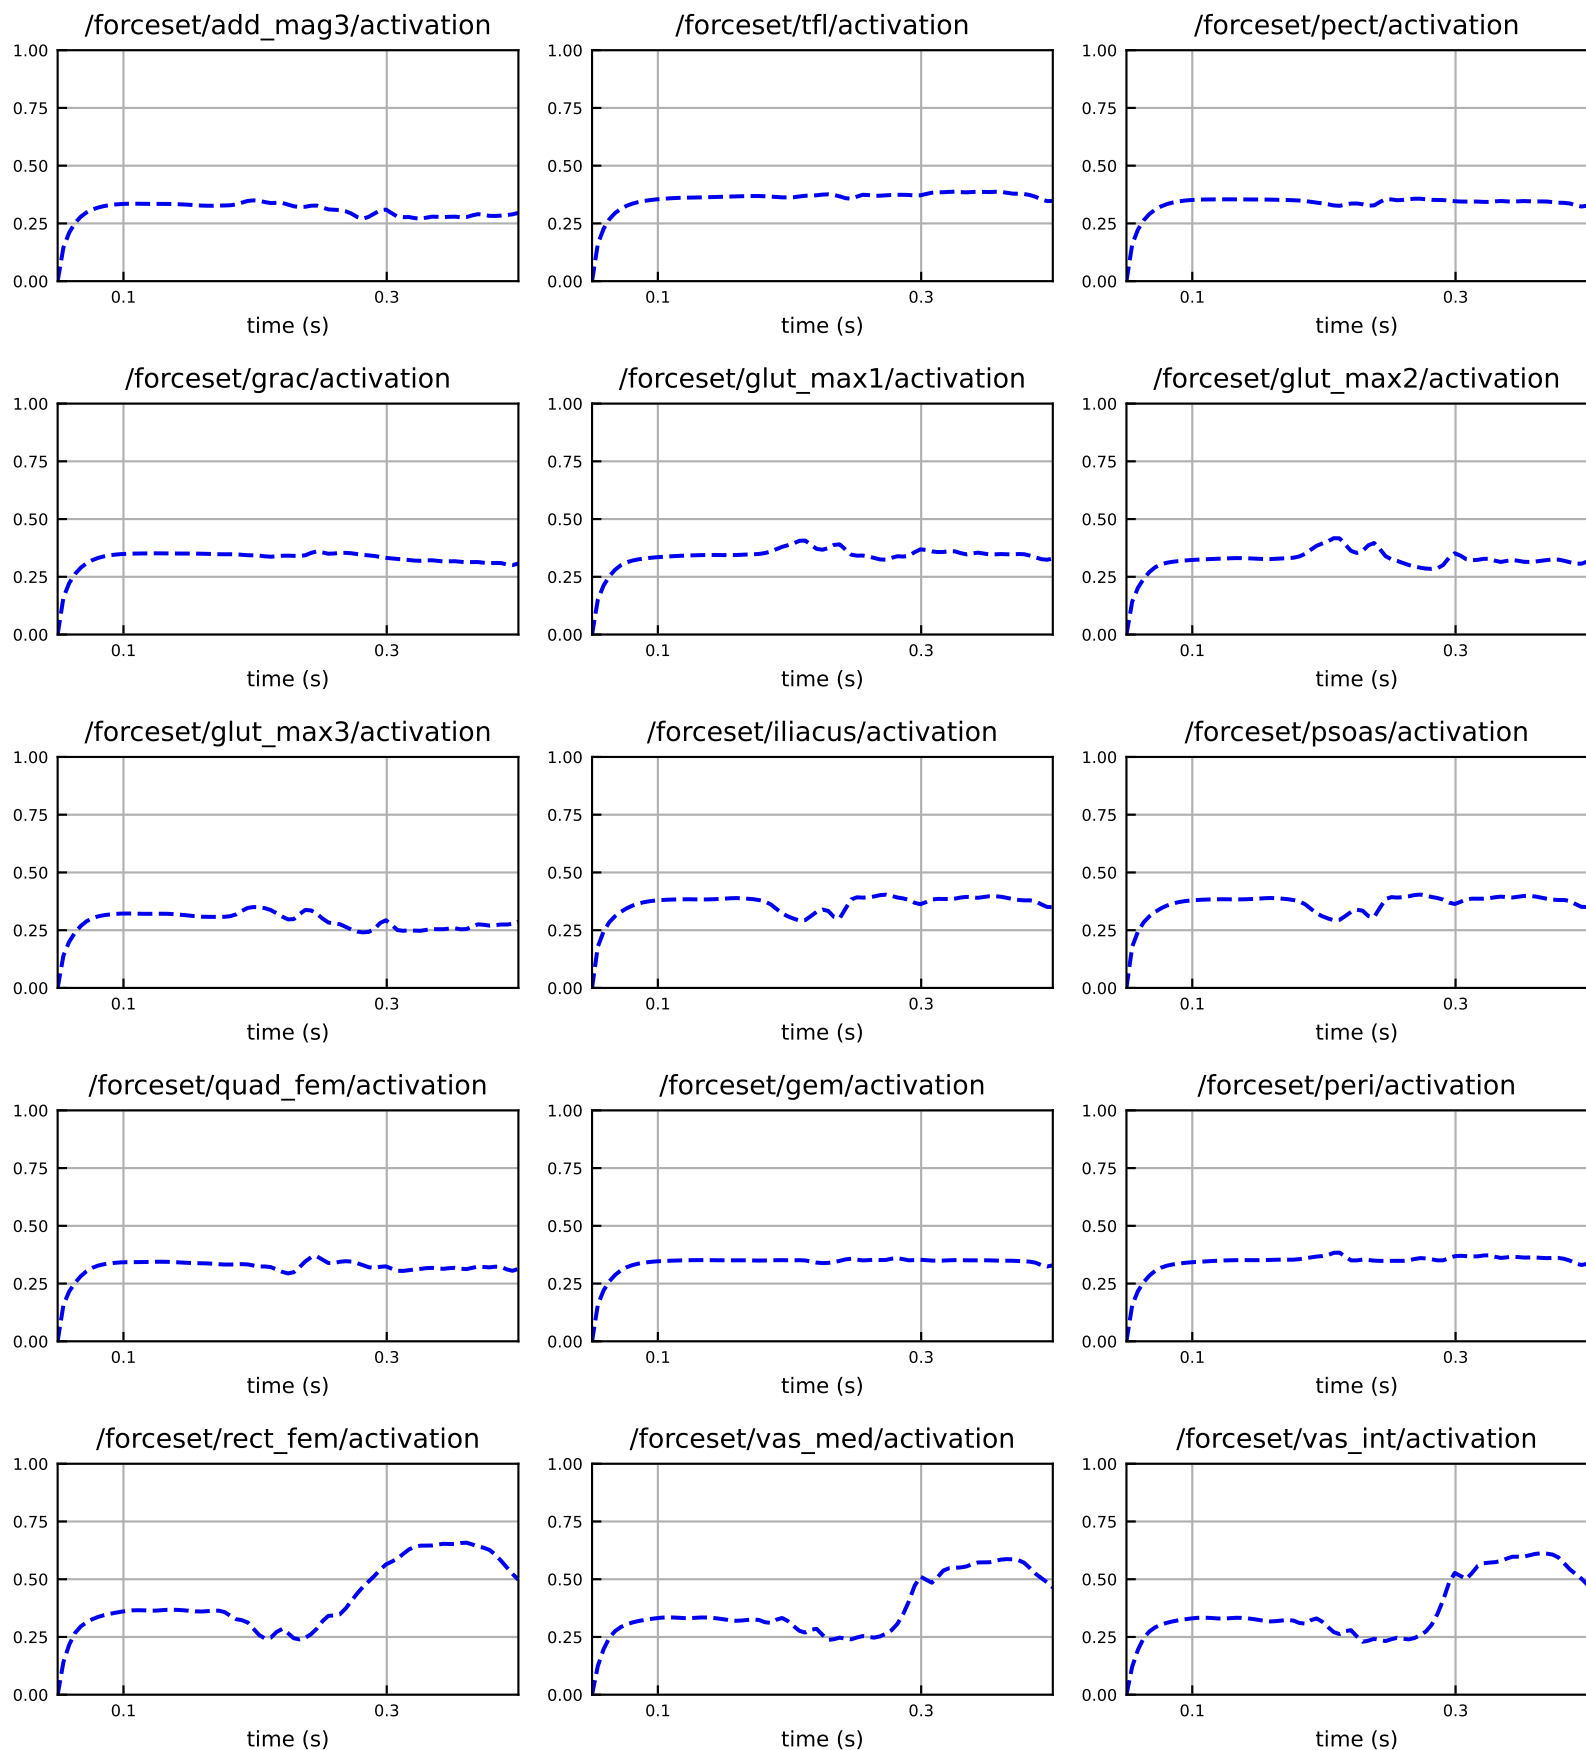 /forceset/add_mag3/activation /forceset/tfl/activation /forceset/pect/activation
1.00 1.00 1.00
0.75 0.75 0.75
0.50 0.50 0.50
0.25 0.25 0.25
0.00 0.00 0.00
0.1 0.3 0.1 0.3 0.1 0.3
time (s) time (s) time (s)
/forceset/grac/activation /forceset/glut_max1/activation /forceset/glut_max2/activation
1.00 1.00 1.00
0.75 0.75 0.75
0.50 0.50 0.50
0.25 0.25 0.25
0.00 0.00 0.00
0.1 0.3 0.1 0.3 0.1 0.3
time (s) time (s) time (s)
/forceset/glut_max3/activation /forceset/iliacus/activation /forceset/psoas/activation
1.00 1.00 1.00
0.75 0.75 0.75
0.50 0.50 0.50
0.25 0.25 0.25
0.00 0.00 0.00
0.1 0.3 0.1 0.3 0.1 0.3
time (s) time (s) time (s)
/forceset/quad_fem/activation /forceset/gem/activation /forceset/peri/activation
1.00 1.00 1.00
0.75 0.75 0.75
0.50 0.50 0.50
0.25 0.25 0.25
0.00 0.00 0.00
0.1 0.3 0.1 0.3 0.1 0.3
time (s) time (s) time (s)
/forceset/rect_fem/activation /forceset/vas_med/activation /forceset/vas_int/activation
1.00 1.00 1.00
0.75 0.75 0.75
0.50 0.50 0.50
0.25 0.25 0.25
0.00 0.00 0.00
0.1 0.3 0.1 0.3 0.1 0.3
time (s) time (s) time (s)